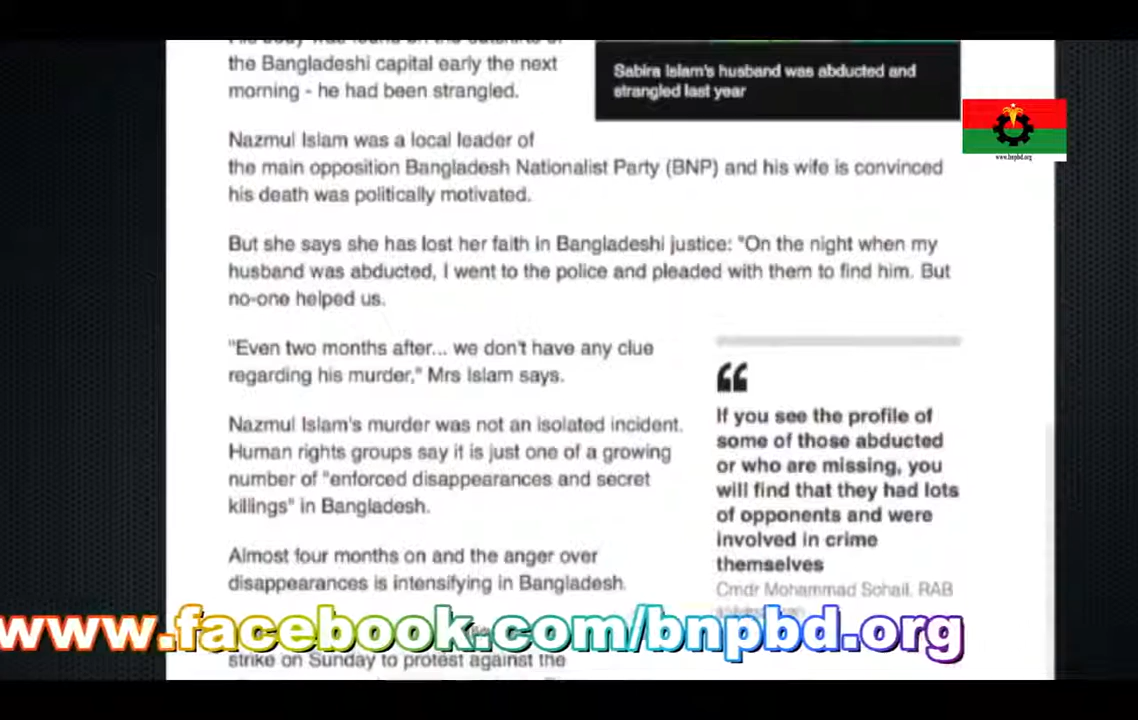 the Bangladeshi capital early the next
morning - he had been strangled.
Sabira Islam's husband was abducted and
strangled last year
www.bnpbd.org
Nazmul Islam was a local leader of
the main opposition Bangladesh Nationalist Party (BNP) and his wife is convinced
his death was politically motivated.
But she says she has lost her faith in Bangladeshi justice: "On the night when my
husband was abducted, I went to the police and pleaded with them to find him. But
no-one helped us.
"Even two months after... we don't have any clue
regarding his murder," Mrs Islam says.
Nazmul Islam's murder was not an isolated incident.
Human rights groups say it is just one of a growing
number of "enforced disappearances and secret
killings" in Bangladesh.
Almost four months on and the anger over
disappearances is intensifying in Bangladesh.
strike on Sunday to protest against the
“
If you see the profile of
some of those abducted
or who are missing, you
will find that they had lots
of opponents and were
involved in crime
themselves
Cmdr Mohammad Sohail, RAB
www.facebook.com/bnpbd.org